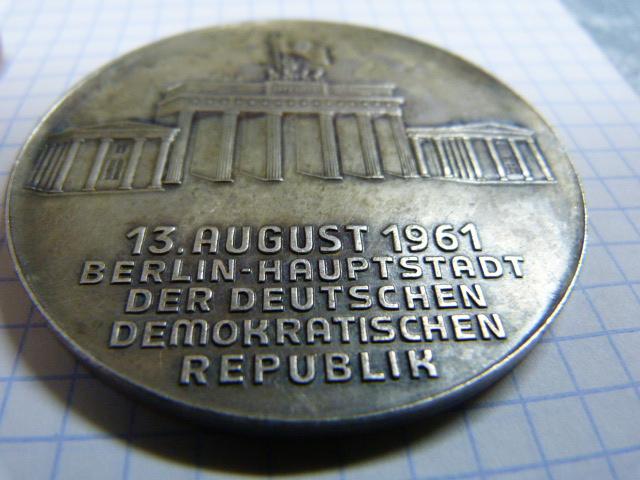 13. AUGUST 1961
BERLIN-HAUPTSTADT
DER DEUTSCHEN
DEMOKRATISCHEN
REPUBLIK